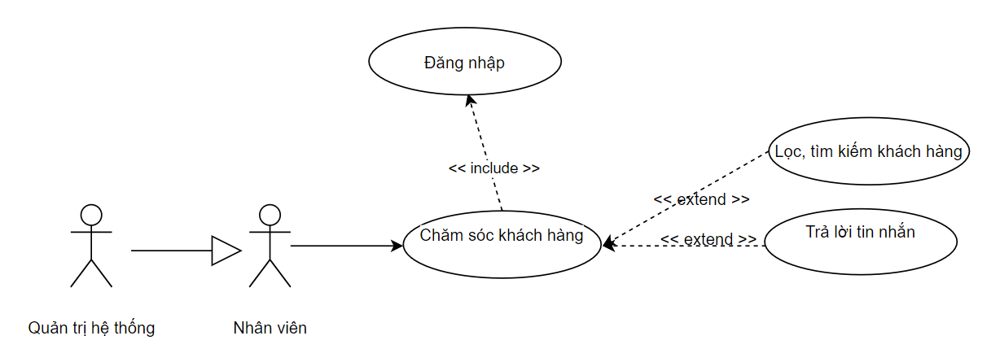 Đăng nhập
<< include >>
Lọc, tìm kiếm khách hàng
<< extend >>
Chăm sóc khách hàng
<< extend >>
Trả lời tin nhắn
Quản trị hệ thống
Nhân viên